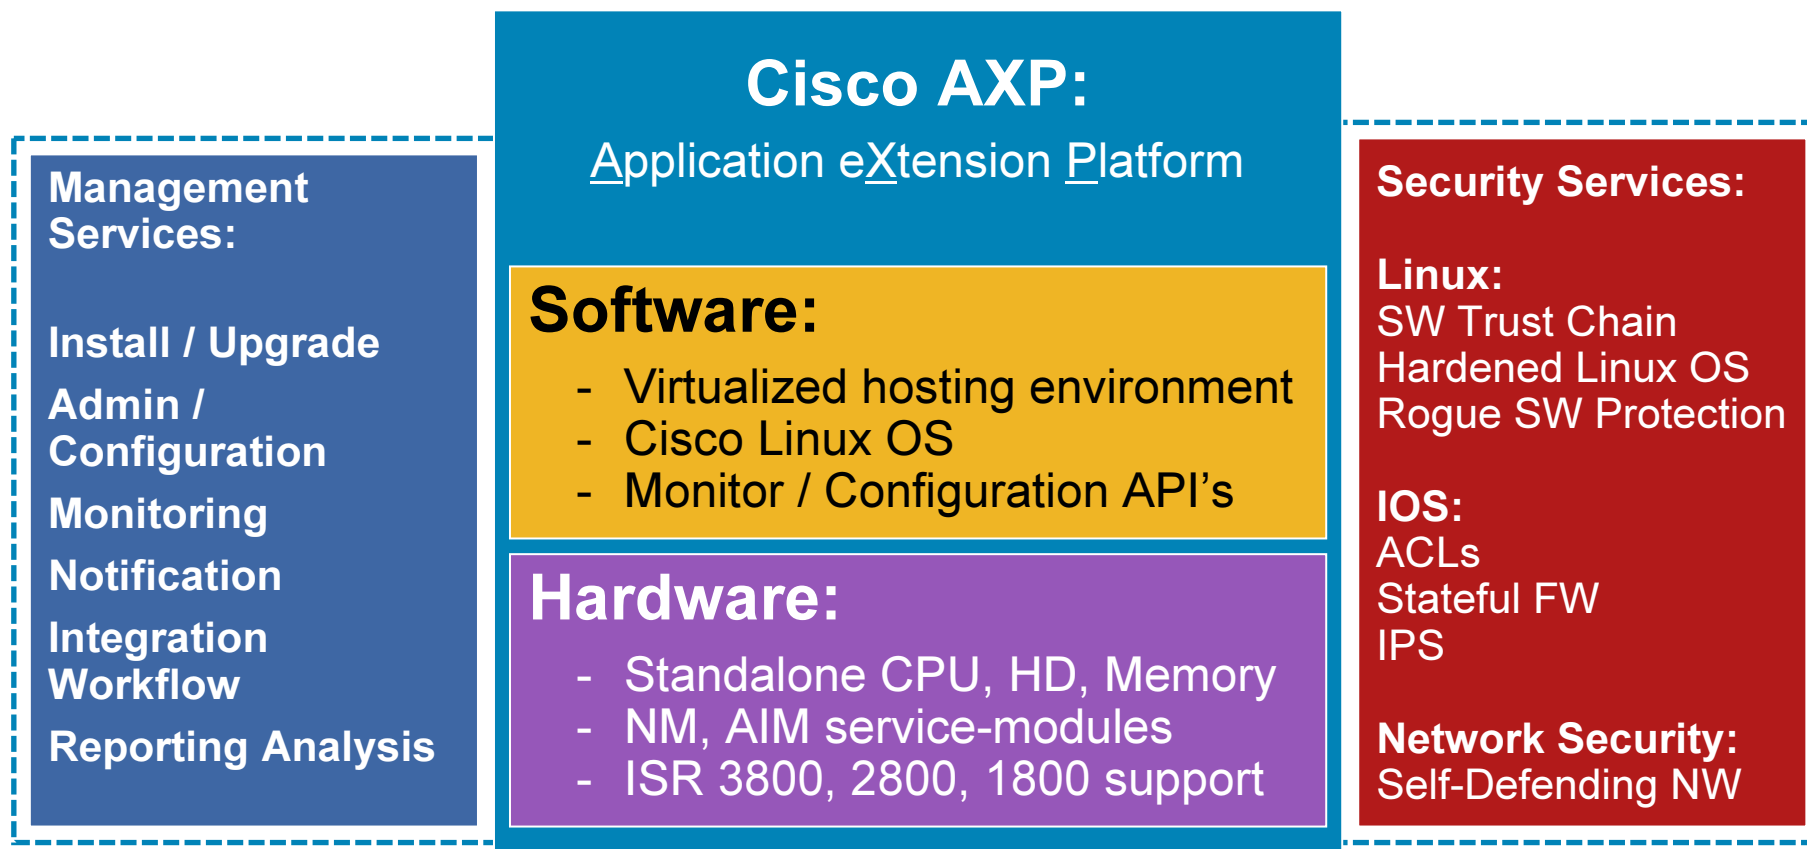 Cisco AXP:
Application eXtension Platform
Management
Services:
Install / Upgrade
Admin /
Configuration
Monitoring
Notification
Integration
Workflow
Reporting Analysis
Software:
- Virtualized hosting environment
- Cisco Linux OS
- Monitor / Configuration API’s
Hardware:
- Standalone CPU, HD, Memory
- NM, AIM service-modules
- ISR 3800, 2800, 1800 support
Security Services:
Linux:
SW Trust Chain
Hardened Linux OS
Rogue SW Protection
IOS:
ACLs
Stateful FW
IPS
Network Security:
Self-Defending NW